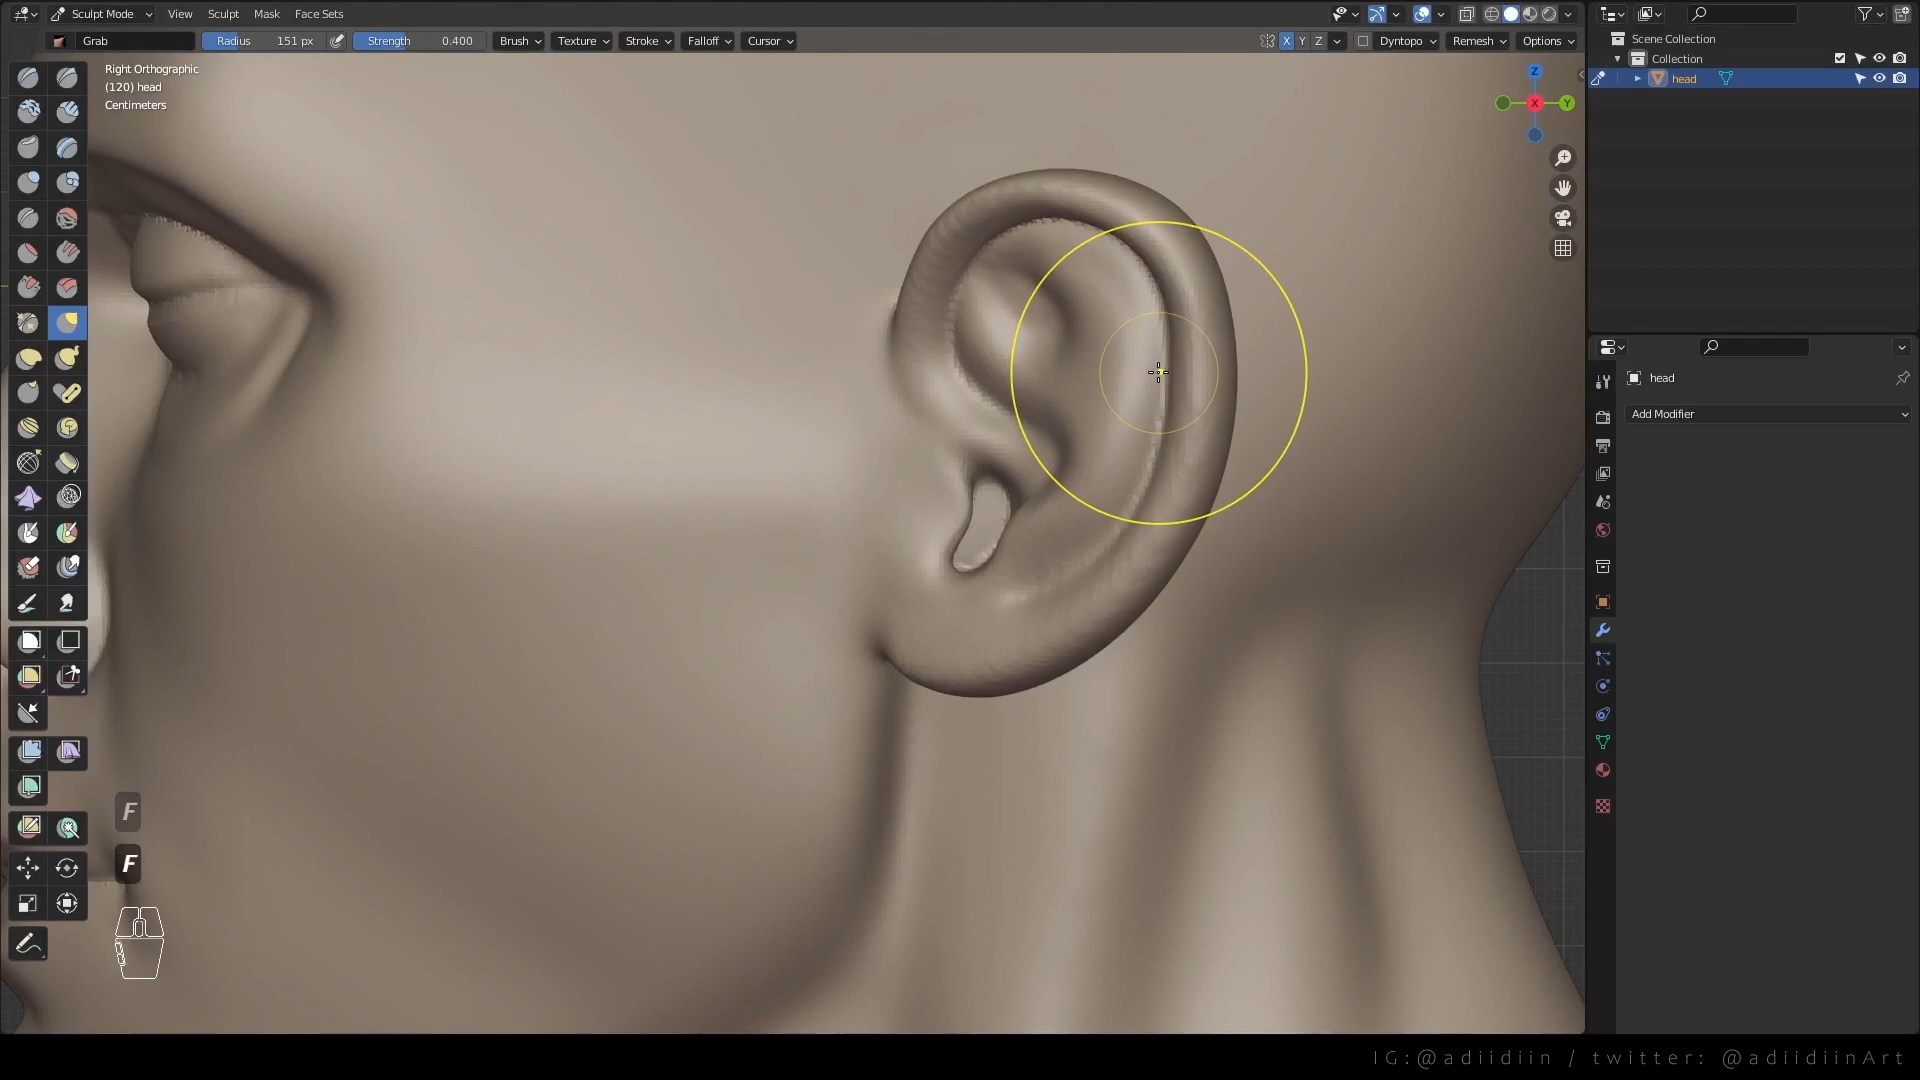 Sculpt Mode View Sculpt Mask Face Sets
Grab Radius 151 px Strength 0.400 Brush Texture Stroke Falloff Cursor X Y Z Dyntopo Remesh Options
Right Orthographic
(120) head
Centimeters
Z
X
Y
Scene Collection
Collection
head
head
Add Modifier
F
F
IG:@adiidiin / twitter: @adiidiinArt